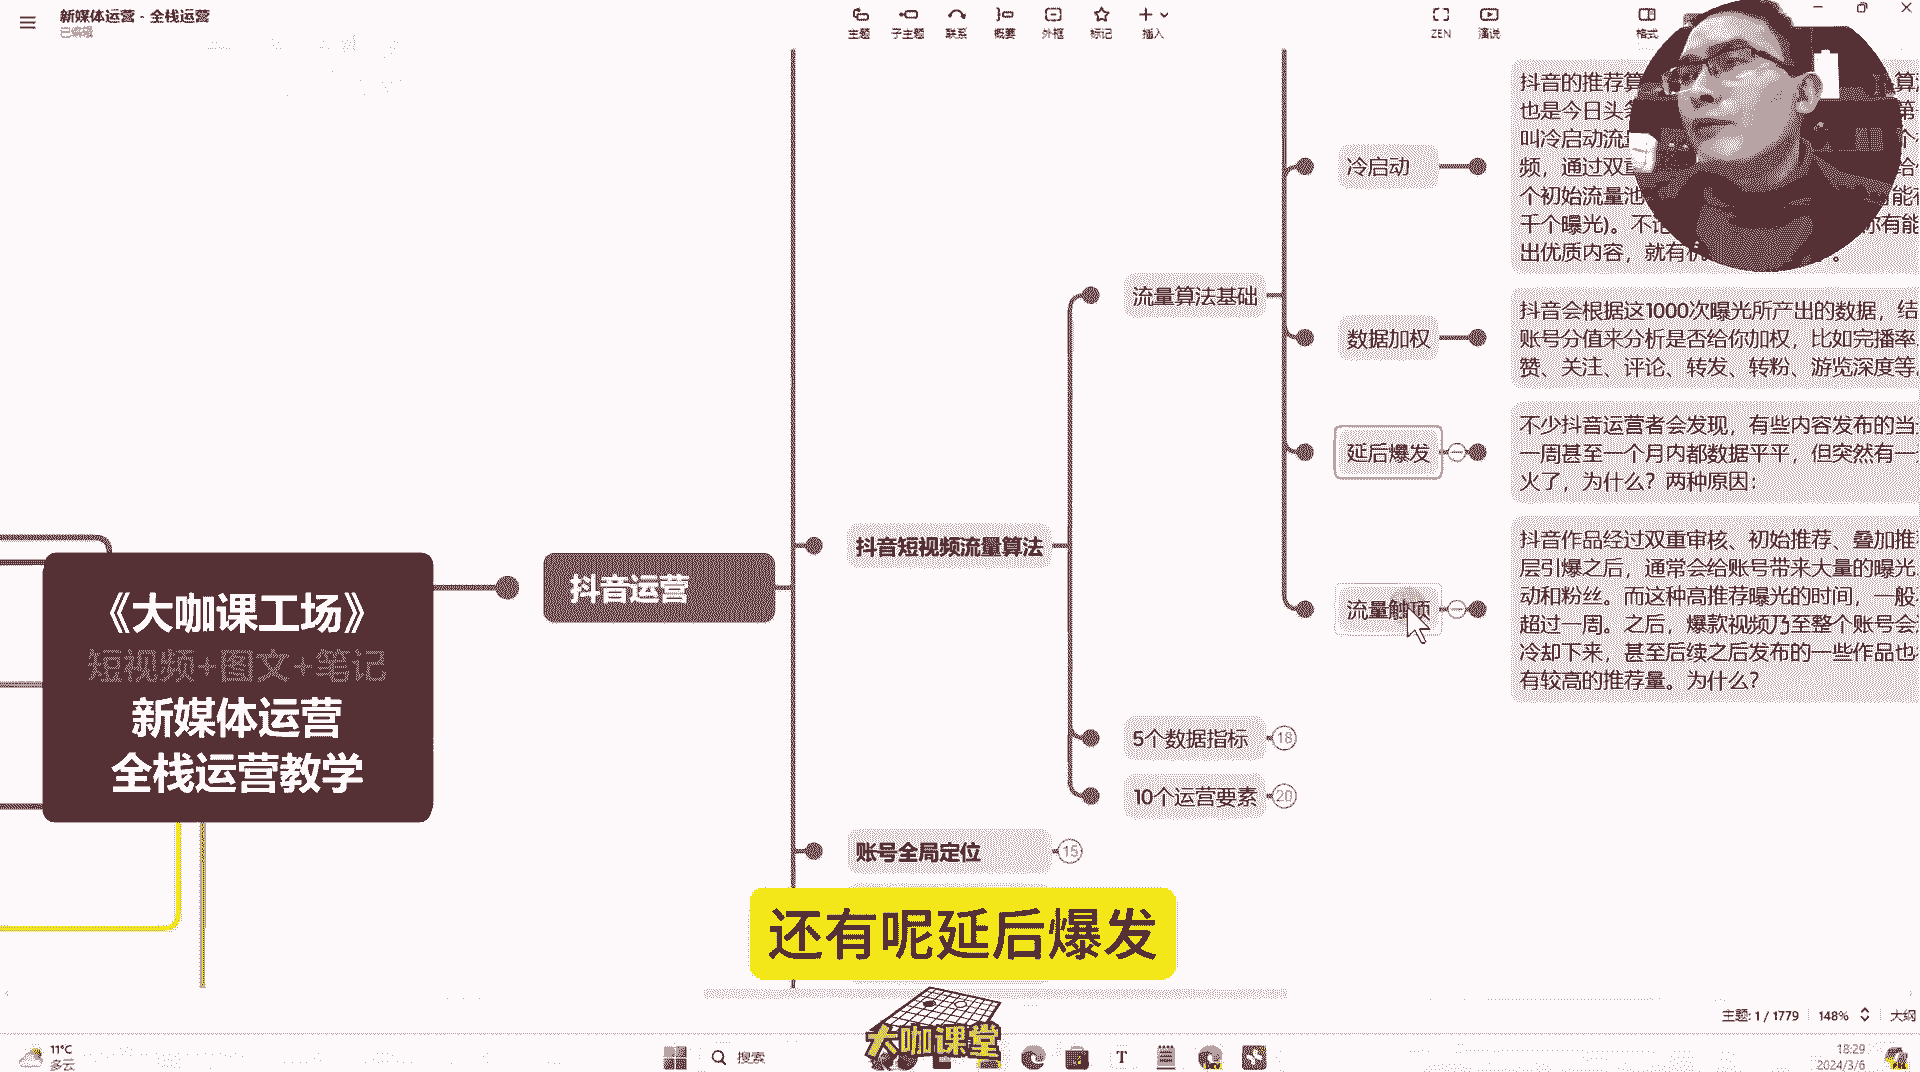 新媒体运营 - 全栈运营
已编辑
主题
子主题
联系
概要
外框
标记
插入
ZEN
演说
格式
抖音的推荐算
也是今日头条
叫冷启动流量
频，通过双重
个初始流量池
千个曝光)。不论
出优质内容，就有机
冷启动
流量算法基础
抖音会根据这1000次曝光所产出的数据，结
账号分值来分析是否给你加权，比如完播率
赞、关注、评论、转发、转粉、游览深度等
数据加权
不少抖音运营者会发现，有些内容发布的当
一周甚至一个月内都数据平平，但突然有一
火了，为什么？两种原因：
延后爆发
抖音作品经过双重审核、初始推荐、叠加推
层引爆之后，通常会给账号带来大量的曝光
动和粉丝。而这种高推荐曝光的时间，一般
超过一周。之后，爆款视频乃至整个账号会
冷却下来，甚至后续之后发布的一些作品也
有较高的推荐量。为什么？
流量触顶
抖音短视频流量算法
抖音运营
《大咖课工场》
短视频+图文+笔记
新媒体运营
全栈运营教学
5个数据指标
18
10个运营要素
20
账号全局定位
15
还有呢延后爆发
大咖课堂
主题: 1 / 1779
148%
大纲
11°C
多云
搜索
18:29
2024/3/6